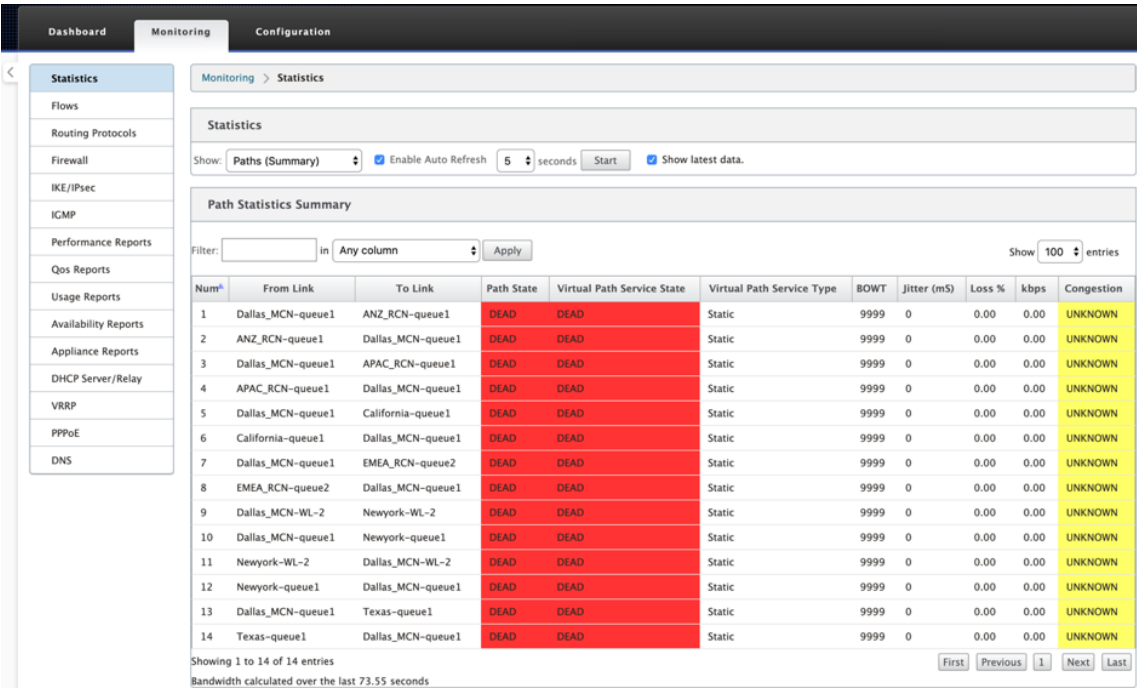 Dashboard Monitoring Configuration
Statistics
Flows
Routing Protocols
Firewall
IKE/IPsec
IGMP
Performance Reports
Qos Reports
Usage Reports
Availability Reports
Appliance Reports
DHCP Server/Relay
VRRP
PPPoE
DNS
Monitoring > Statistics
Statistics
Show: Paths (Summary) Enable Auto Refresh 5 seconds Start Show latest data.
Path Statistics Summary
Filter: in Any column Apply Show 100 entries
Num From Link To Link Path State Virtual Path Service State Virtual Path Service Type BOWT Jitter (mS) Loss % kbps Congestion
1 Dallas_MCN-queue1 ANZ_RCN-queue1 DEAD DEAD Static 9999 0 0.00 0.00 UNKNOWN
2 ANZ_RCN-queue1 Dallas_MCN-queue1 DEAD DEAD Static 9999 0 0.00 0.00 UNKNOWN
3 Dallas_MCN-queue1 APAC_RCN-queue1 DEAD DEAD Static 9999 0 0.00 0.00 UNKNOWN
4 APAC_RCN-queue1 Dallas_MCN-queue1 DEAD DEAD Static 9999 0 0.00 0.00 UNKNOWN
5 Dallas_MCN-queue1 California-queue1 DEAD DEAD Static 9999 0 0.00 0.00 UNKNOWN
6 California-queue1 Dallas_MCN-queue1 DEAD DEAD Static 9999 0 0.00 0.00 UNKNOWN
7 Dallas_MCN-queue1 EMEA_RCN-queue2 DEAD DEAD Static 9999 0 0.00 0.00 UNKNOWN
8 EMEA_RCN-queue2 Dallas_MCN-queue1 DEAD DEAD Static 9999 0 0.00 0.00 UNKNOWN
9 Dallas_MCN-WL-2 Newyork-WL-2 DEAD DEAD Static 9999 0 0.00 0.00 UNKNOWN
10 Dallas_MCN-queue1 Newyork-queue1 DEAD DEAD Static 9999 0 0.00 0.00 UNKNOWN
11 Newyork-WL-2 Dallas_MCN-WL-2 DEAD DEAD Static 9999 0 0.00 0.00 UNKNOWN
12 Newyork-queue1 Dallas_MCN-queue1 DEAD DEAD Static 9999 0 0.00 0.00 UNKNOWN
13 Dallas_MCN-queue1 Texas-queue1 DEAD DEAD Static 9999 0 0.00 0.00 UNKNOWN
14 Texas-queue1 Dallas_MCN-queue1 DEAD DEAD Static 9999 0 0.00 0.00 UNKNOWN
Showing 1 to 14 of 14 entries First Previous 1 Next Last
Bandwidth calculated over the last 73.55 seconds